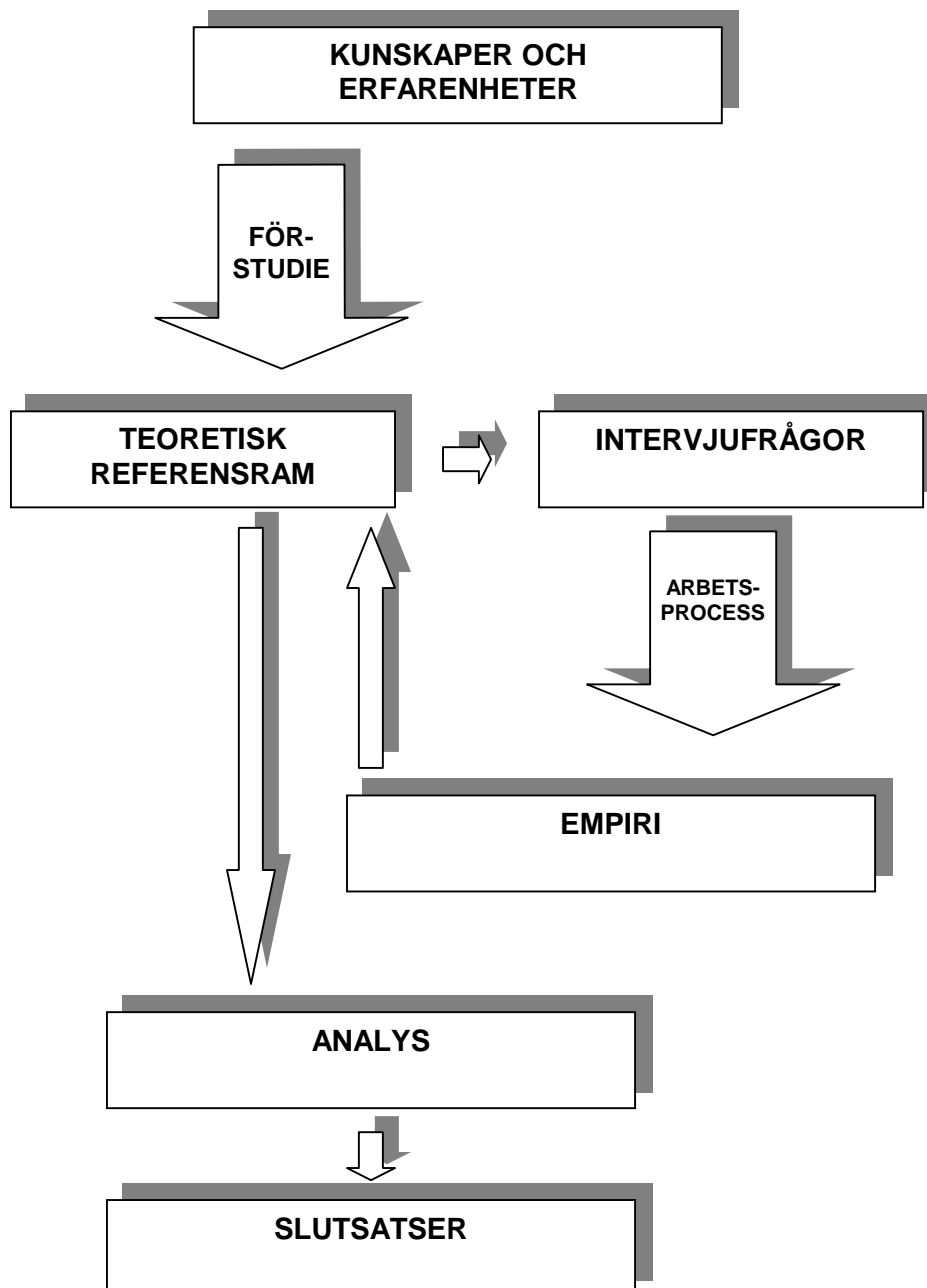 KUNSKAPER OCH
ERFARENHETER
FÖR-
STUDIE
TEORETISK
REFERENSRAM
INTERVJUFRÅGOR
ARBETS-
PROCESS
EMPIRI
ANALYS
SLUTSATSER